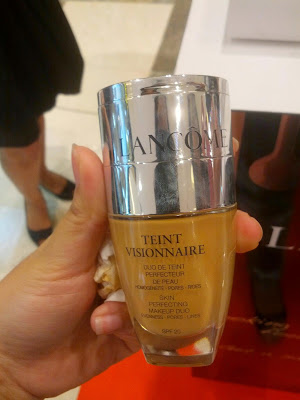 LANCÔME
TEINT
VISIONNAIRE
DUO DE TEINT
PERFECTEUR
DE PEAU
SKIN
PERFECTING
MAKEUP DUO
SPF 20
L